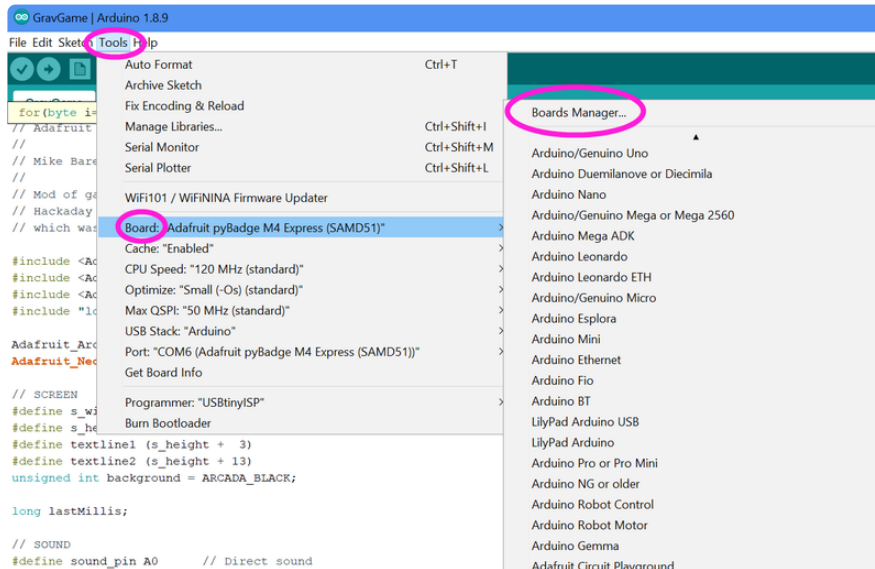 GravGame | Arduino 1.8.9
File Edit Sketch Tools Help
for(byte i=
// Adafruit
//
// Mike Bare
//
// Mod of ga
// Hackaday
// which was
#include <Ad
#include <Ad
#include <Ad
#include "lo
Adafruit_Arc
Adafruit_Neo
// SCREEN
#define s_wi
#define s_he
#define textline1 (s_height +  3)
#define textline2 (s_height + 13)
unsigned int background = ARCADA_BLACK;
long lastMillis;
// SOUND
#define sound_pin A0      // Direct sound
Auto Format Ctrl+T
Archive Sketch
Fix Encoding & Reload
Manage Libraries... Ctrl+Shift+I
Serial Monitor Ctrl+Shift+M
Serial Plotter Ctrl+Shift+L
WiFi101 / WiFiNINA Firmware Updater
Board: "Adafruit pyBadge M4 Express (SAMD51)"
Cache: "Enabled"
CPU Speed: "120 MHz (standard)"
Optimize: "Small (-Os) (standard)"
Max QSPI: "50 MHz (standard)"
USB Stack: "Arduino"
Port: "COM6 (Adafruit pyBadge M4 Express (SAMD51))"
Get Board Info
Programmer: "USBtinyISP"
Burn Bootloader
Boards Manager...
Arduino/Genuino Uno
Arduino Duemilanove or Diecimila
Arduino Nano
Arduino/Genuino Mega or Mega 2560
Arduino Mega ADK
Arduino Leonardo
Arduino Leonardo ETH
Arduino/Genuino Micro
Arduino Esplora
Arduino Mini
Arduino Ethernet
Arduino Fio
Arduino BT
LilyPad Arduino USB
LilyPad Arduino
Arduino Pro or Pro Mini
Arduino NG or older
Arduino Robot Control
Arduino Robot Motor
Arduino Gemma
Adafruit Circuit Playground